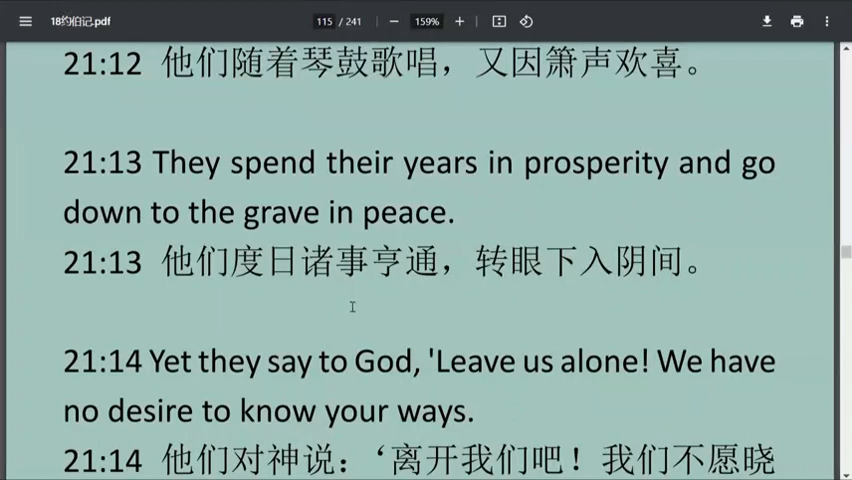 18约伯记.pdf
115 / 241
159%
21:12 他们随着琴鼓歌唱，又因箫声欢喜。
21:13 They spend their years in prosperity and go
down to the grave in peace.
21:13 他们度日诸事亨通，转眼下入阴间。
21:14 Yet they say to God, 'Leave us alone! We have
no desire to know your ways.
21:14 他们对神说：‘离开我们吧！我们不愿晓